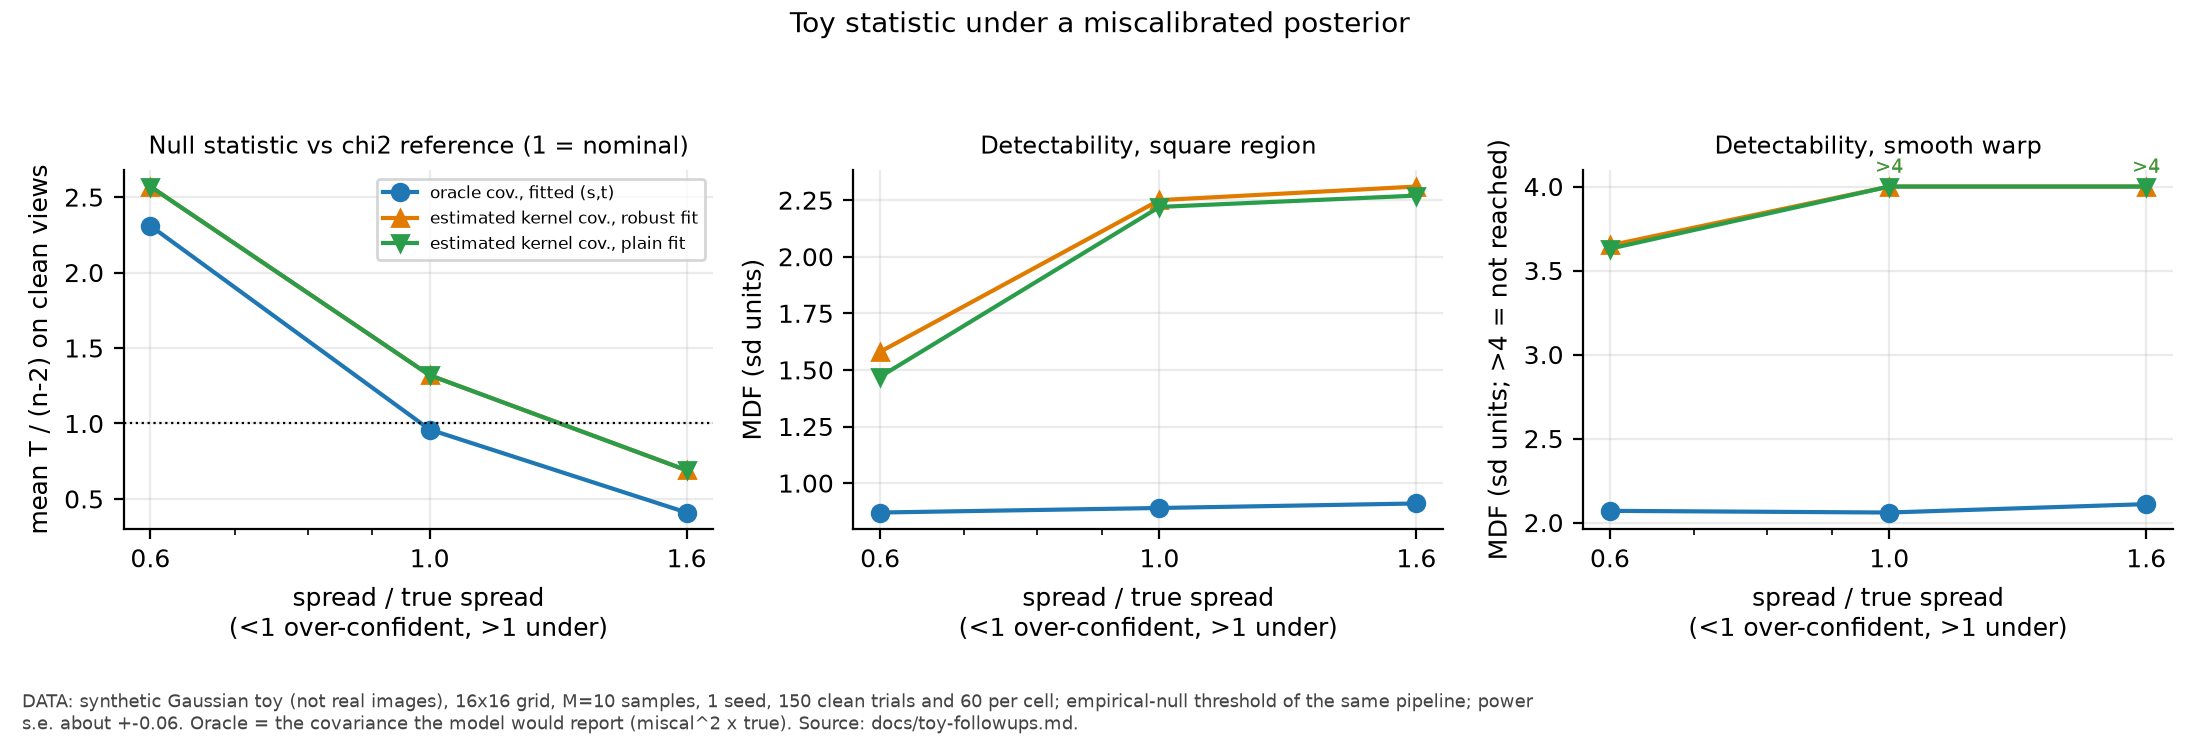 Toy statistic under a miscalibrated posterior
Null statistic vs chi2 reference (1 = nominal)
mean T / (n-2) on clean views
2.5
2.0
1.5
1.0
0.5
oracle cov., fitted (s,t)
estimated kernel cov., robust fit
estimated kernel cov., plain fit
0.6
1.0
1.6
spread / true spread
(<1 over-confident, >1 under)
Detectability, square region
MDF (sd units)
2.25
2.00
1.75
1.50
1.25
1.00
0.6
1.0
1.6
spread / true spread
(<1 over-confident, >1 under)
Detectability, smooth warp
MDF (sd units; >4 = not reached)
>4
>4
4.0
3.5
3.0
2.5
2.0
0.6
1.0
1.6
spread / true spread
(<1 over-confident, >1 under)
DATA: synthetic Gaussian toy (not real images), 16x16 grid, M=10 samples, 1 seed, 150 clean trials and 60 per cell; empirical-null threshold of the same pipeline; power
s.e. about +-0.06. Oracle = the covariance the model would report (miscal^2 x true). Source: docs/toy-followups.md.